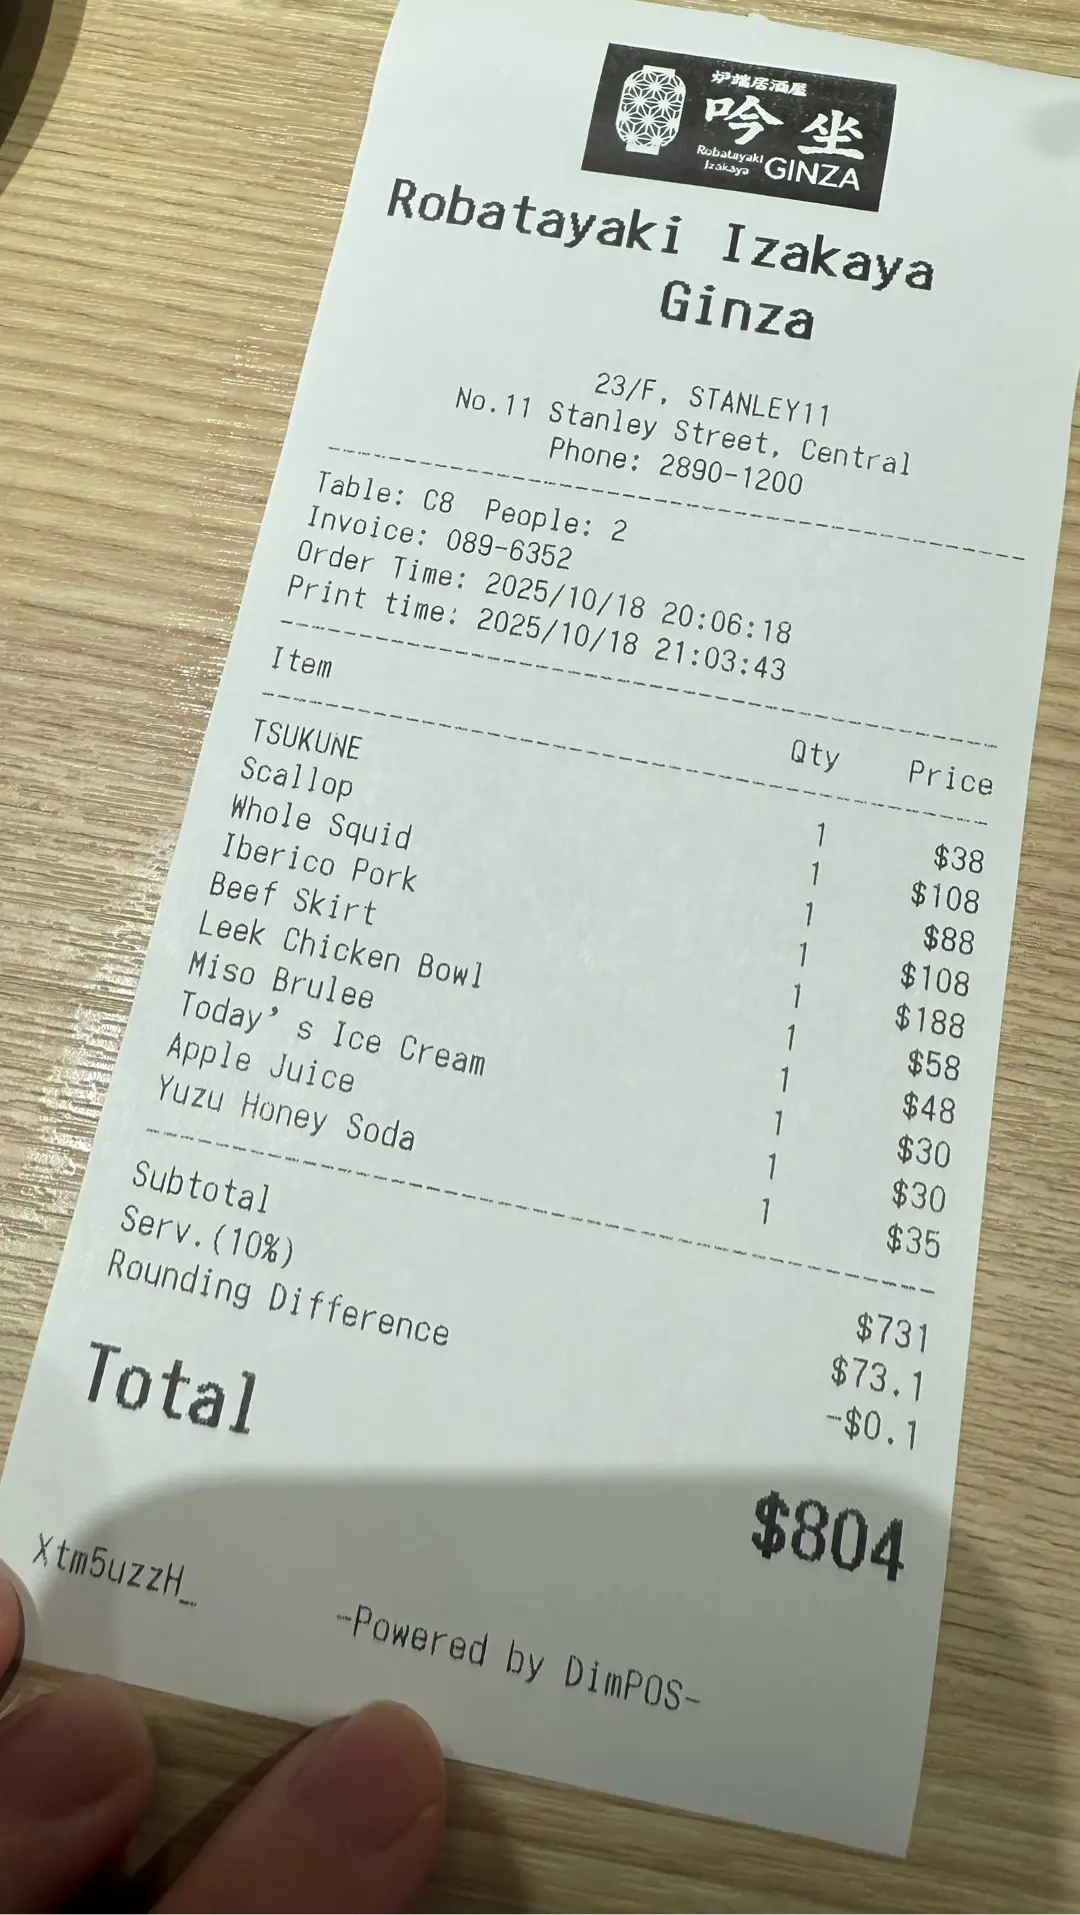 炉端居酒屋
吟坐
Robatayaki
Izakaya GINZA
Robatayaki Izakaya
Ginza
23/F, STANLEY11
No.11 Stanley Street, Central
Phone: 2890-1200
Table: C8 People: 2
Invoice: 089-6352
Order Time: 2025/10/18 20:06:18
Print time: 2025/10/18 21:03:43
Item Qty Price
TSUKUNE 1 $38
Scallop 1 $108
Whole Squid 1 $88
Iberico Pork 1 $108
Beef Skirt 1 $188
Leek Chicken Bowl 1 $58
Miso Brulee 1 $48
Today’s Ice Cream 1 $30
Apple Juice 1 $30
Yuzu Honey Soda 1 $35
Subtotal $731
Serv.(10%) $73.1
Rounding Difference -$0.1
Total $804
Xtm5uzzH_
-Powered by DimPOS-